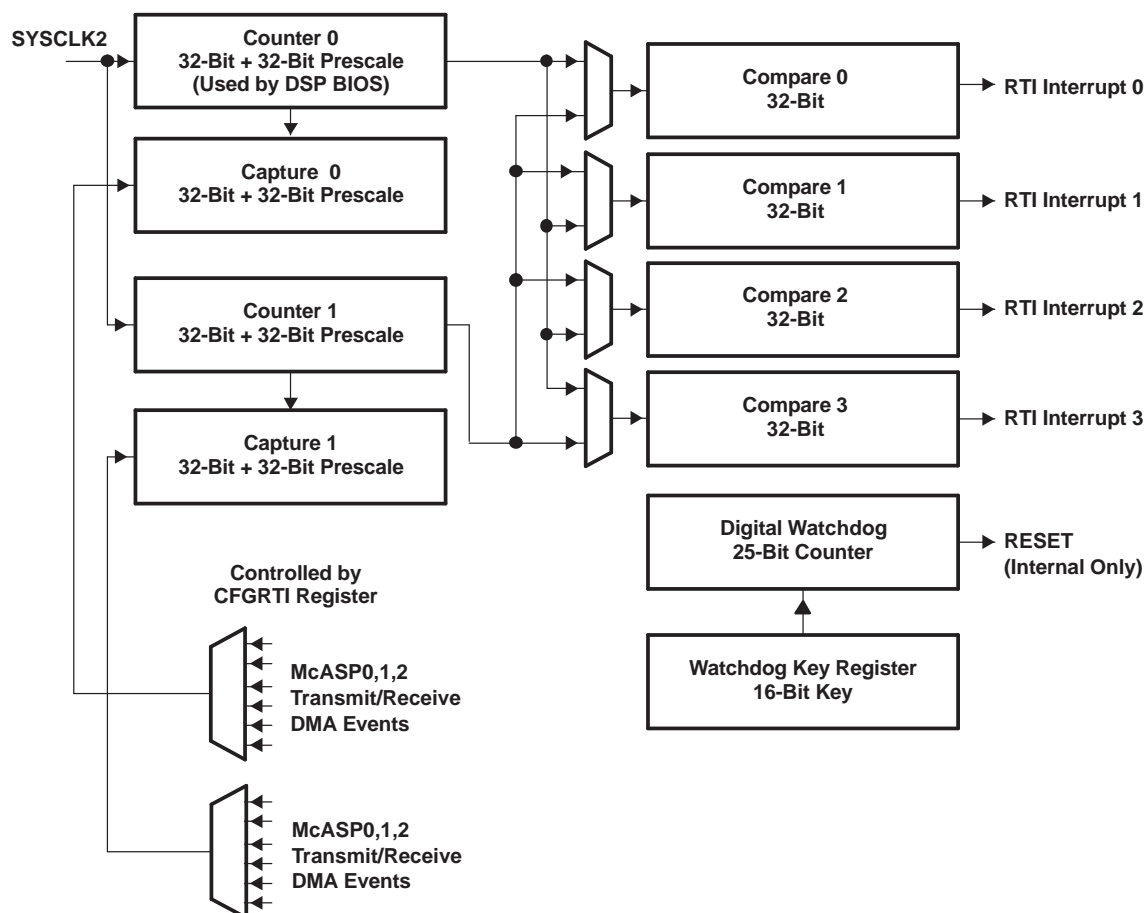 SYSCLK2
Counter 0
32-Bit + 32-Bit Prescale
(Used by DSP BIOS)
Capture 0
32-Bit + 32-Bit Prescale
Counter 1
32-Bit + 32-Bit Prescale
Capture 1
32-Bit + 32-Bit Prescale
Compare 0
32-Bit
RTI Interrupt 0
Compare 1
32-Bit
RTI Interrupt 1
Compare 2
32-Bit
RTI Interrupt 2
Compare 3
32-Bit
RTI Interrupt 3
Digital Watchdog
25-Bit Counter
RESET
(Internal Only)
Watchdog Key Register
16-Bit Key
Controlled by
CFGRTI Register
McASP0,1,2
Transmit/Receive
DMA Events
McASP0,1,2
Transmit/Receive
DMA Events